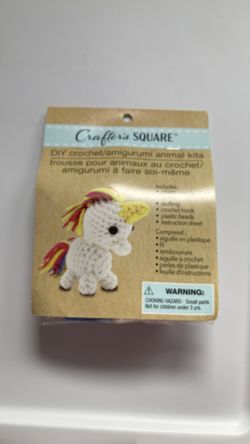 Crafter's SQUARE
DIY crochet/amigurumi animal kits
trousse pour animaux au crochet/
amigurumi à faire soi-même
Includes:
• stuffing
• crochet hook
• plastic beads
• instruction sheet
Comprend :
• aiguille en plastique
• fil
• rembourrure
• aiguille à crochet
• perles de plastique
• feuille d'instructions
WARNING:
CHOKING HAZARD - Small parts
Not for children under 3 yrs.